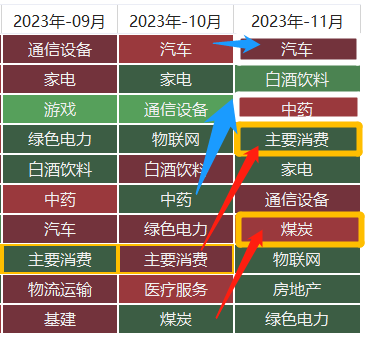 2023年-09月 2023年-10月 2023年-11月
通信设备 汽车 汽车
家电 家电 白酒饮料
游戏 通信设备 中药
绿色电力 物联网 主要消费
白酒饮料 白酒饮料 家电
中药 中药 通信设备
汽车 绿色电力 煤炭
主要消费 主要消费 物联网
物流运输 医疗服务 房地产
基建 煤炭 绿色电力